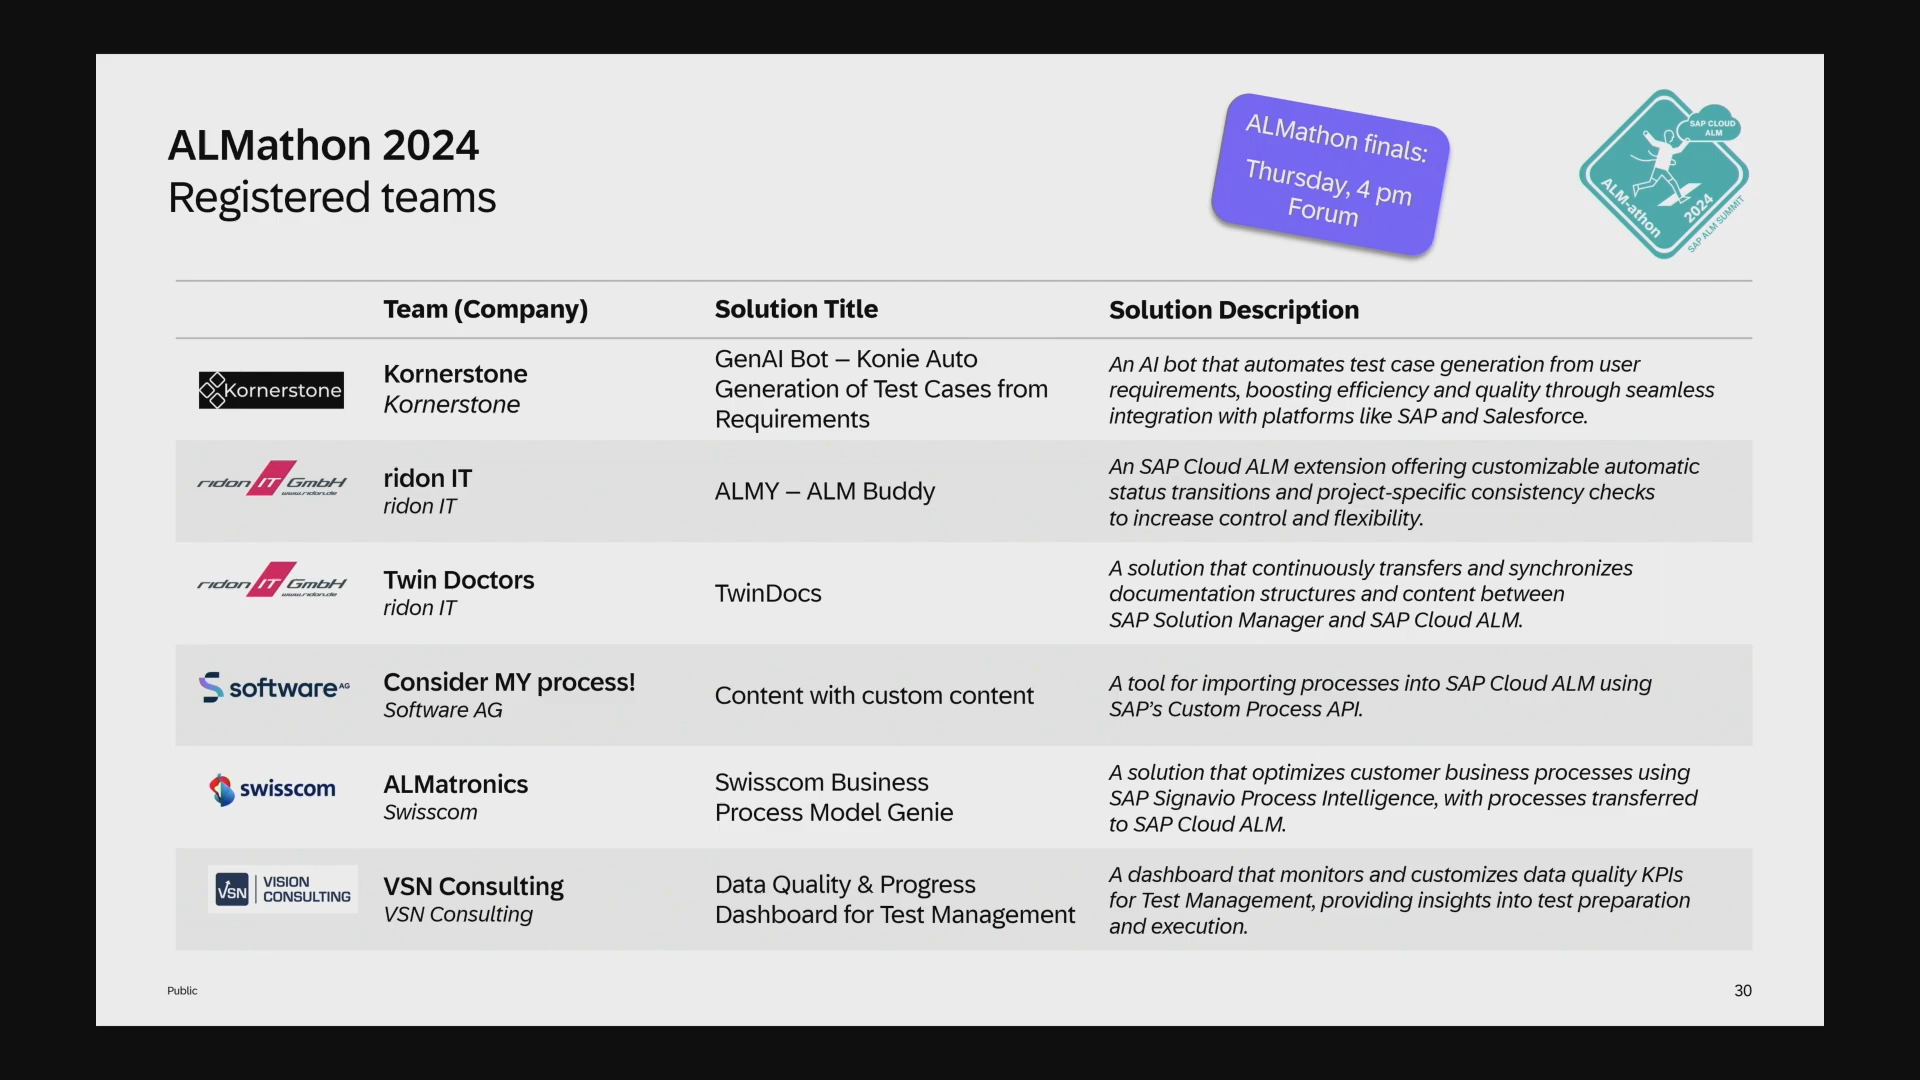 ALMathon 2024
Registered teams
ALMathon finals:
Thursday, 4 pm
Forum
SAP CLOUD
ALM
ALM-athon
2024
SAP ALM SUMMIT
Team (Company)
Solution Title
Solution Description
Kornerstone
Kornerstone
Kornerstone
GenAI Bot – Konie Auto
Generation of Test Cases from
Requirements
An AI bot that automates test case generation from user
requirements, boosting efficiency and quality through seamless
integration with platforms like SAP and Salesforce.
ridon IT GmbH
www.ridon.de
ridon IT
ridon IT
ALMY – ALM Buddy
An SAP Cloud ALM extension offering customizable automatic
status transitions and project-specific consistency checks
to increase control and flexibility.
ridon IT GmbH
www.ridon.de
Twin Doctors
ridon IT
TwinDocs
A solution that continuously transfers and synchronizes
documentation structures and content between
SAP Solution Manager and SAP Cloud ALM.
software AG
Consider MY process!
Software AG
Content with custom content
A tool for importing processes into SAP Cloud ALM using
SAP’s Custom Process API.
swisscom
ALMatronics
Swisscom
Swisscom Business
Process Model Genie
A solution that optimizes customer business processes using
SAP Signavio Process Intelligence, with processes transferred
to SAP Cloud ALM.
VSN
VISION
CONSULTING
VSN Consulting
VSN Consulting
Data Quality & Progress
Dashboard for Test Management
A dashboard that monitors and customizes data quality KPIs
for Test Management, providing insights into test preparation
and execution.
Public
30